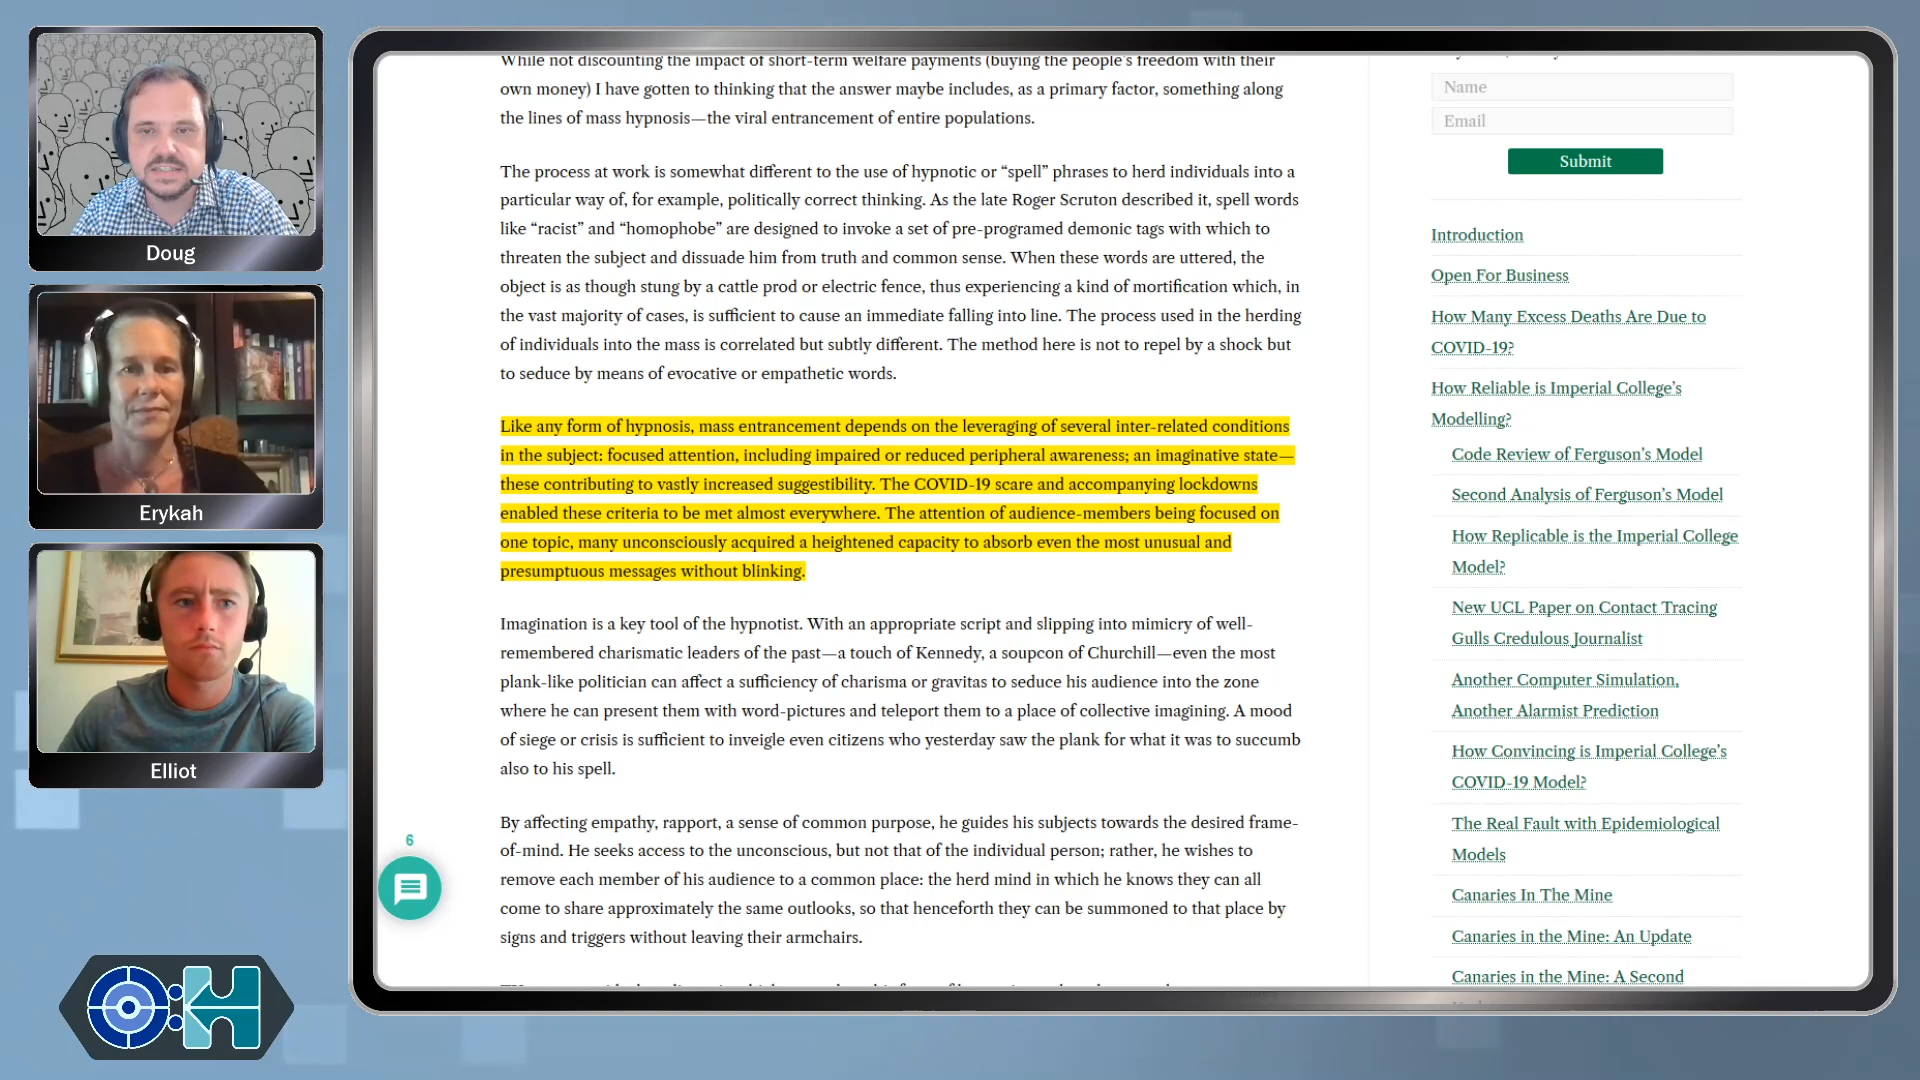 Doug
Erykah
Elliot
While not discounting the impact of short-term welfare payments (buying the people's freedom with their
own money) I have gotten to thinking that the answer maybe includes, as a primary factor, something along
the lines of mass hypnosis—the viral entrancement of entire populations.
The process at work is somewhat different to the use of hypnotic or “spell” phrases to herd individuals into a
particular way of, for example, politically correct thinking. As the late Roger Scruton described it, spell words
like “racist” and “homophobe” are designed to invoke a set of pre-programed demonic tags with which to
threaten the subject and dissuade him from truth and common sense. When these words are uttered, the
object is as though stung by a cattle prod or electric fence, thus experiencing a kind of mortification which, in
the vast majority of cases, is sufficient to cause an immediate falling into line. The process used in the herding
of individuals into the mass is correlated but subtly different. The method here is not to repel by a shock but
to seduce by means of evocative or empathetic words.
Like any form of hypnosis, mass entrancement depends on the leveraging of several inter-related conditions
in the subject: focused attention, including impaired or reduced peripheral awareness; an imaginative state—
these contributing to vastly increased suggestibility. The COVID-19 scare and accompanying lockdowns
enabled these criteria to be met almost everywhere. The attention of audience-members being focused on
one topic, many unconsciously acquired a heightened capacity to absorb even the most unusual and
presumptuous messages without blinking.
Imagination is a key tool of the hypnotist. With an appropriate script and slipping into mimicry of well-
remembered charismatic leaders of the past—a touch of Kennedy, a soupcon of Churchill—even the most
plank-like politician can affect a sufficiency of charisma or gravitas to seduce his audience into the zone
where he can present them with word-pictures and teleport them to a place of collective imagining. A mood
of siege or crisis is sufficient to inveigle even citizens who yesterday saw the plank for what it was to succumb
also to his spell.
By affecting empathy, rapport, a sense of common purpose, he guides his subjects towards the desired frame-
of-mind. He seeks access to the unconscious, but not that of the individual person; rather, he wishes to
remove each member of his audience to a common place: the herd mind in which he knows they can all
come to share approximately the same outlooks, so that henceforth they can be summoned to that place by
signs and triggers without leaving their armchairs.
6
Name
Email
Submit
Introduction
Open For Business
How Many Excess Deaths Are Due to
COVID-19?
How Reliable is Imperial College's
Modelling?
Code Review of Ferguson's Model
Second Analysis of Ferguson's Model
How Replicable is the Imperial College
Model?
New UCL Paper on Contact Tracing
Gulls Credulous Journalist
Another Computer Simulation,
Another Alarmist Prediction
How Convincing is Imperial College's
COVID-19 Model?
The Real Fault with Epidemiological
Models
Canaries In The Mine
Canaries in the Mine: An Update
Canaries in the Mine: A Second